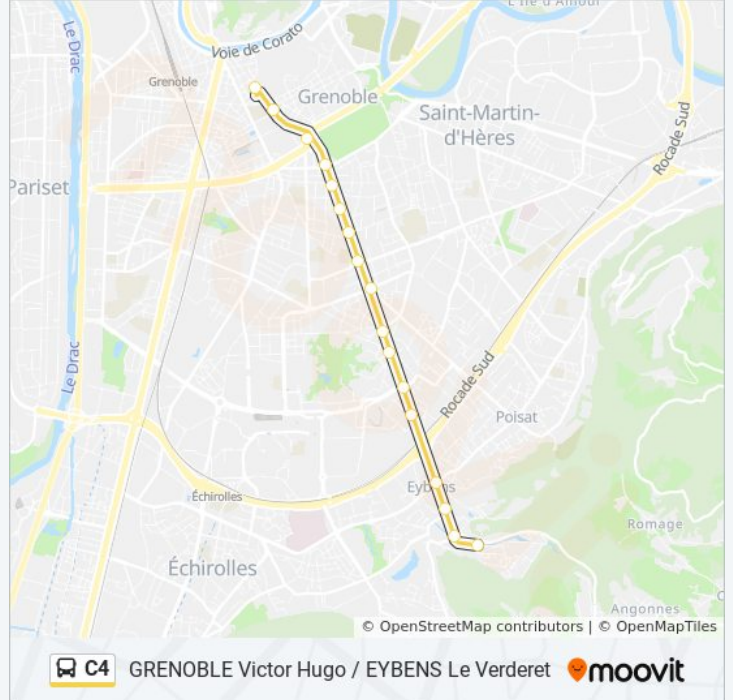 L'Île d'Amour
Le Drac
Voie de Corato
Grenoble
Grenoble
Saint-Martin-
d'Hères
Rocade Sud
Pariset
Le Drac
Rocade Sud
Poisat
Eybens
Échirolles
Romage
Échirolles
Angonnes
C
© OpenStreetMap contributors | © OpenMapTiles
C4 GRENOBLE Victor Hugo / EYBENS Le Verderet moovit